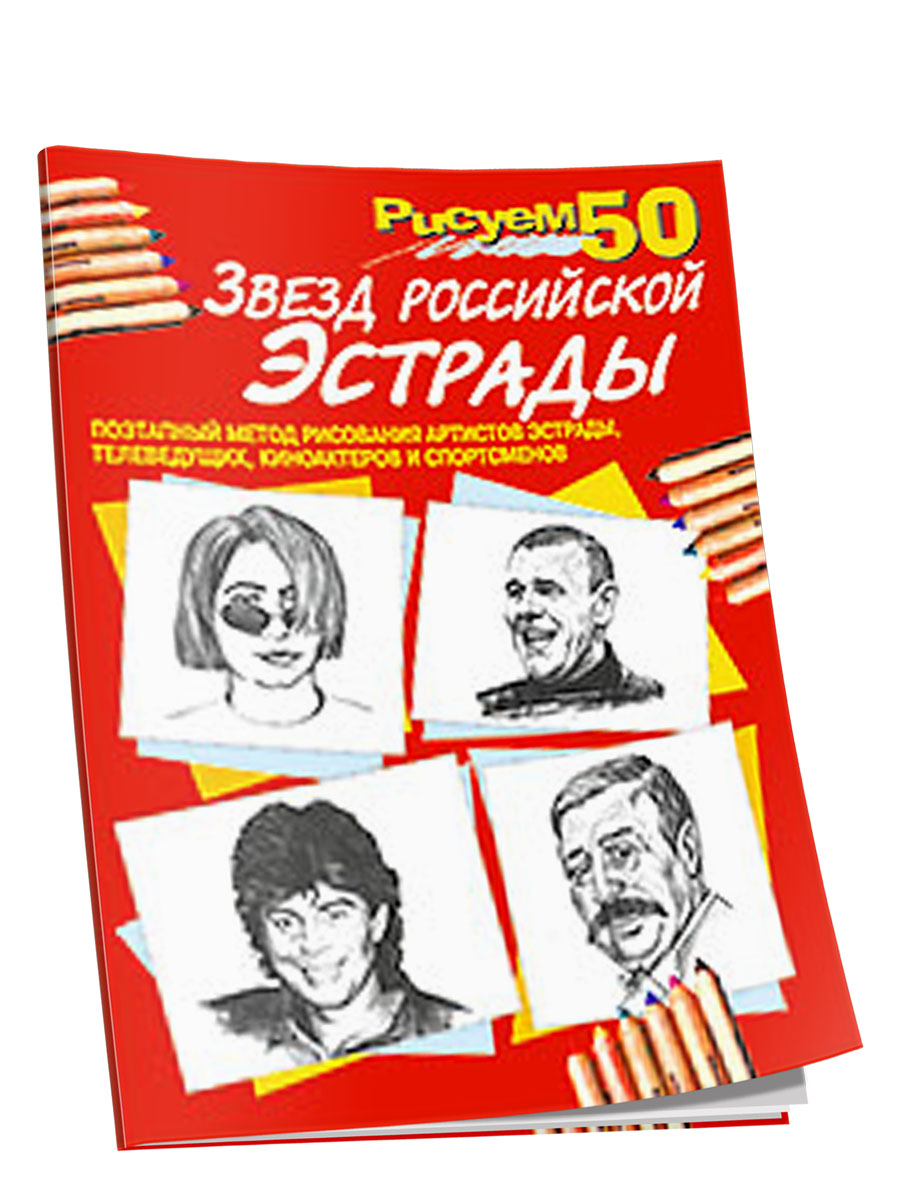 Рисуем 50
Звезд российской
Эстрады
ПОЭТАПНЫЙ МЕТОД РИСОВАНИЯ АРТИСТОВ ЭСТРАДЫ,
ТЕЛЕВЕДУЩИХ, КИНОАКТЕРОВ И СПОРТСМЕНОВ